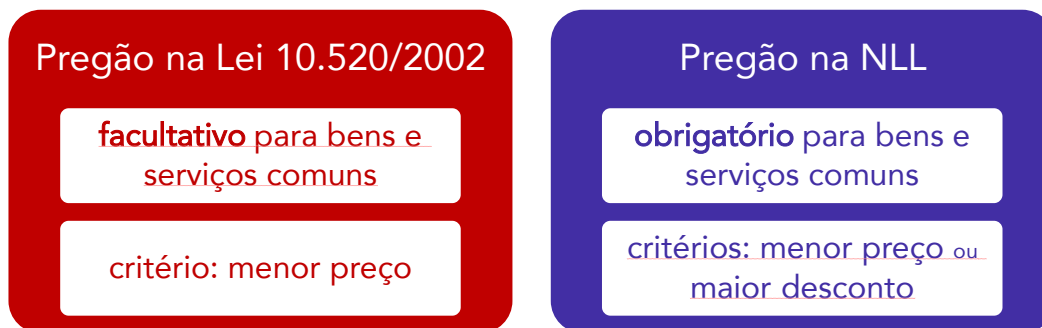 Pregão na Lei 10.520/2002
facultativo para bens e
serviços comuns
critério: menor preço
Pregão na NLL
obrigatório para bens e
serviços comuns
critérios: menor preço ou
maior desconto